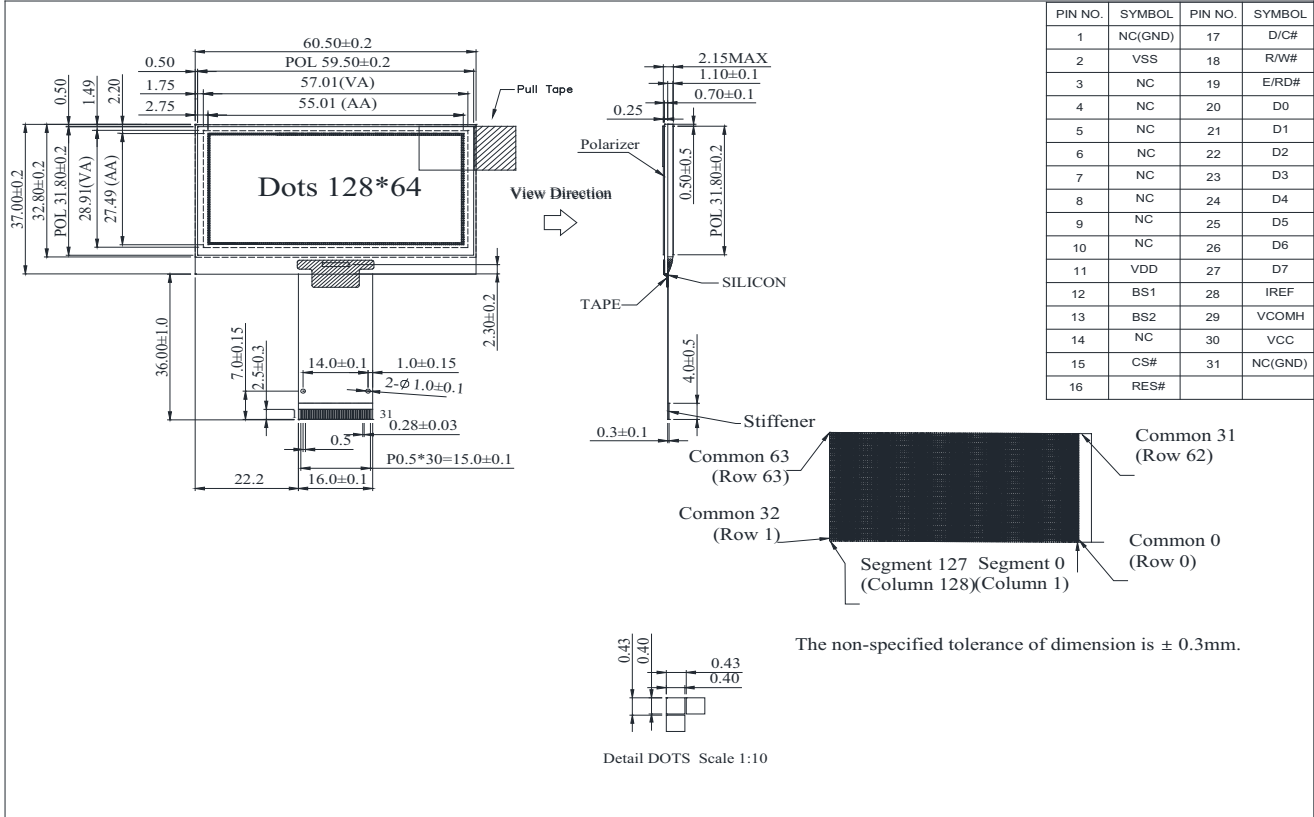 60.50±0.2
0.50 POL 59.50±0.2
1.75 57.01(VA)
2.75 55.01 (AA)
0.50
1.49
2.20
37.00±0.2
32.80±0.2
POL 31.80±0.2
28.91(VA)
27.49 (AA)
Dots 128*64
Pull Tape
View Direction
36.00±1.0
7.0±0.15
2.5±0.3
14.0±0.1
1.0±0.15
2-ϕ 1.0±0.1
2.30±0.2
1
31
0.28±0.03
0.5
P0.5*30=15.0±0.1
22.2
16.0±0.1
2.15MAX
1.10±0.1
0.70±0.1
0.25
Polarizer
0.50±0.5
POL 31.80±0.2
SILICON
TAPE
4.0±0.5
Stiffener
0.3±0.1
PIN NO. SYMBOL PIN NO. SYMBOL
1 NC(GND) 17 D/C#
2 VSS 18 R/W#
3 NC 19 E/RD#
4 NC 20 D0
5 NC 21 D1
6 NC 22 D2
7 NC 23 D3
8 NC 24 D4
9 NC 25 D5
10 NC 26 D6
11 VDD 27 D7
12 BS1 28 IREF
13 BS2 29 VCOMH
14 NC 30 VCC
15 CS# 31 NC(GND)
16 RES#
Common 63
(Row 63)
Common 31
(Row 62)
Common 32
(Row 1)
Common 0
(Row 0)
Segment 127 Segment 0
(Column 128)(Column 1)
The non-specified tolerance of dimension is ± 0.3mm.
0.43
0.40
0.43
0.40
Detail DOTS Scale 1:10